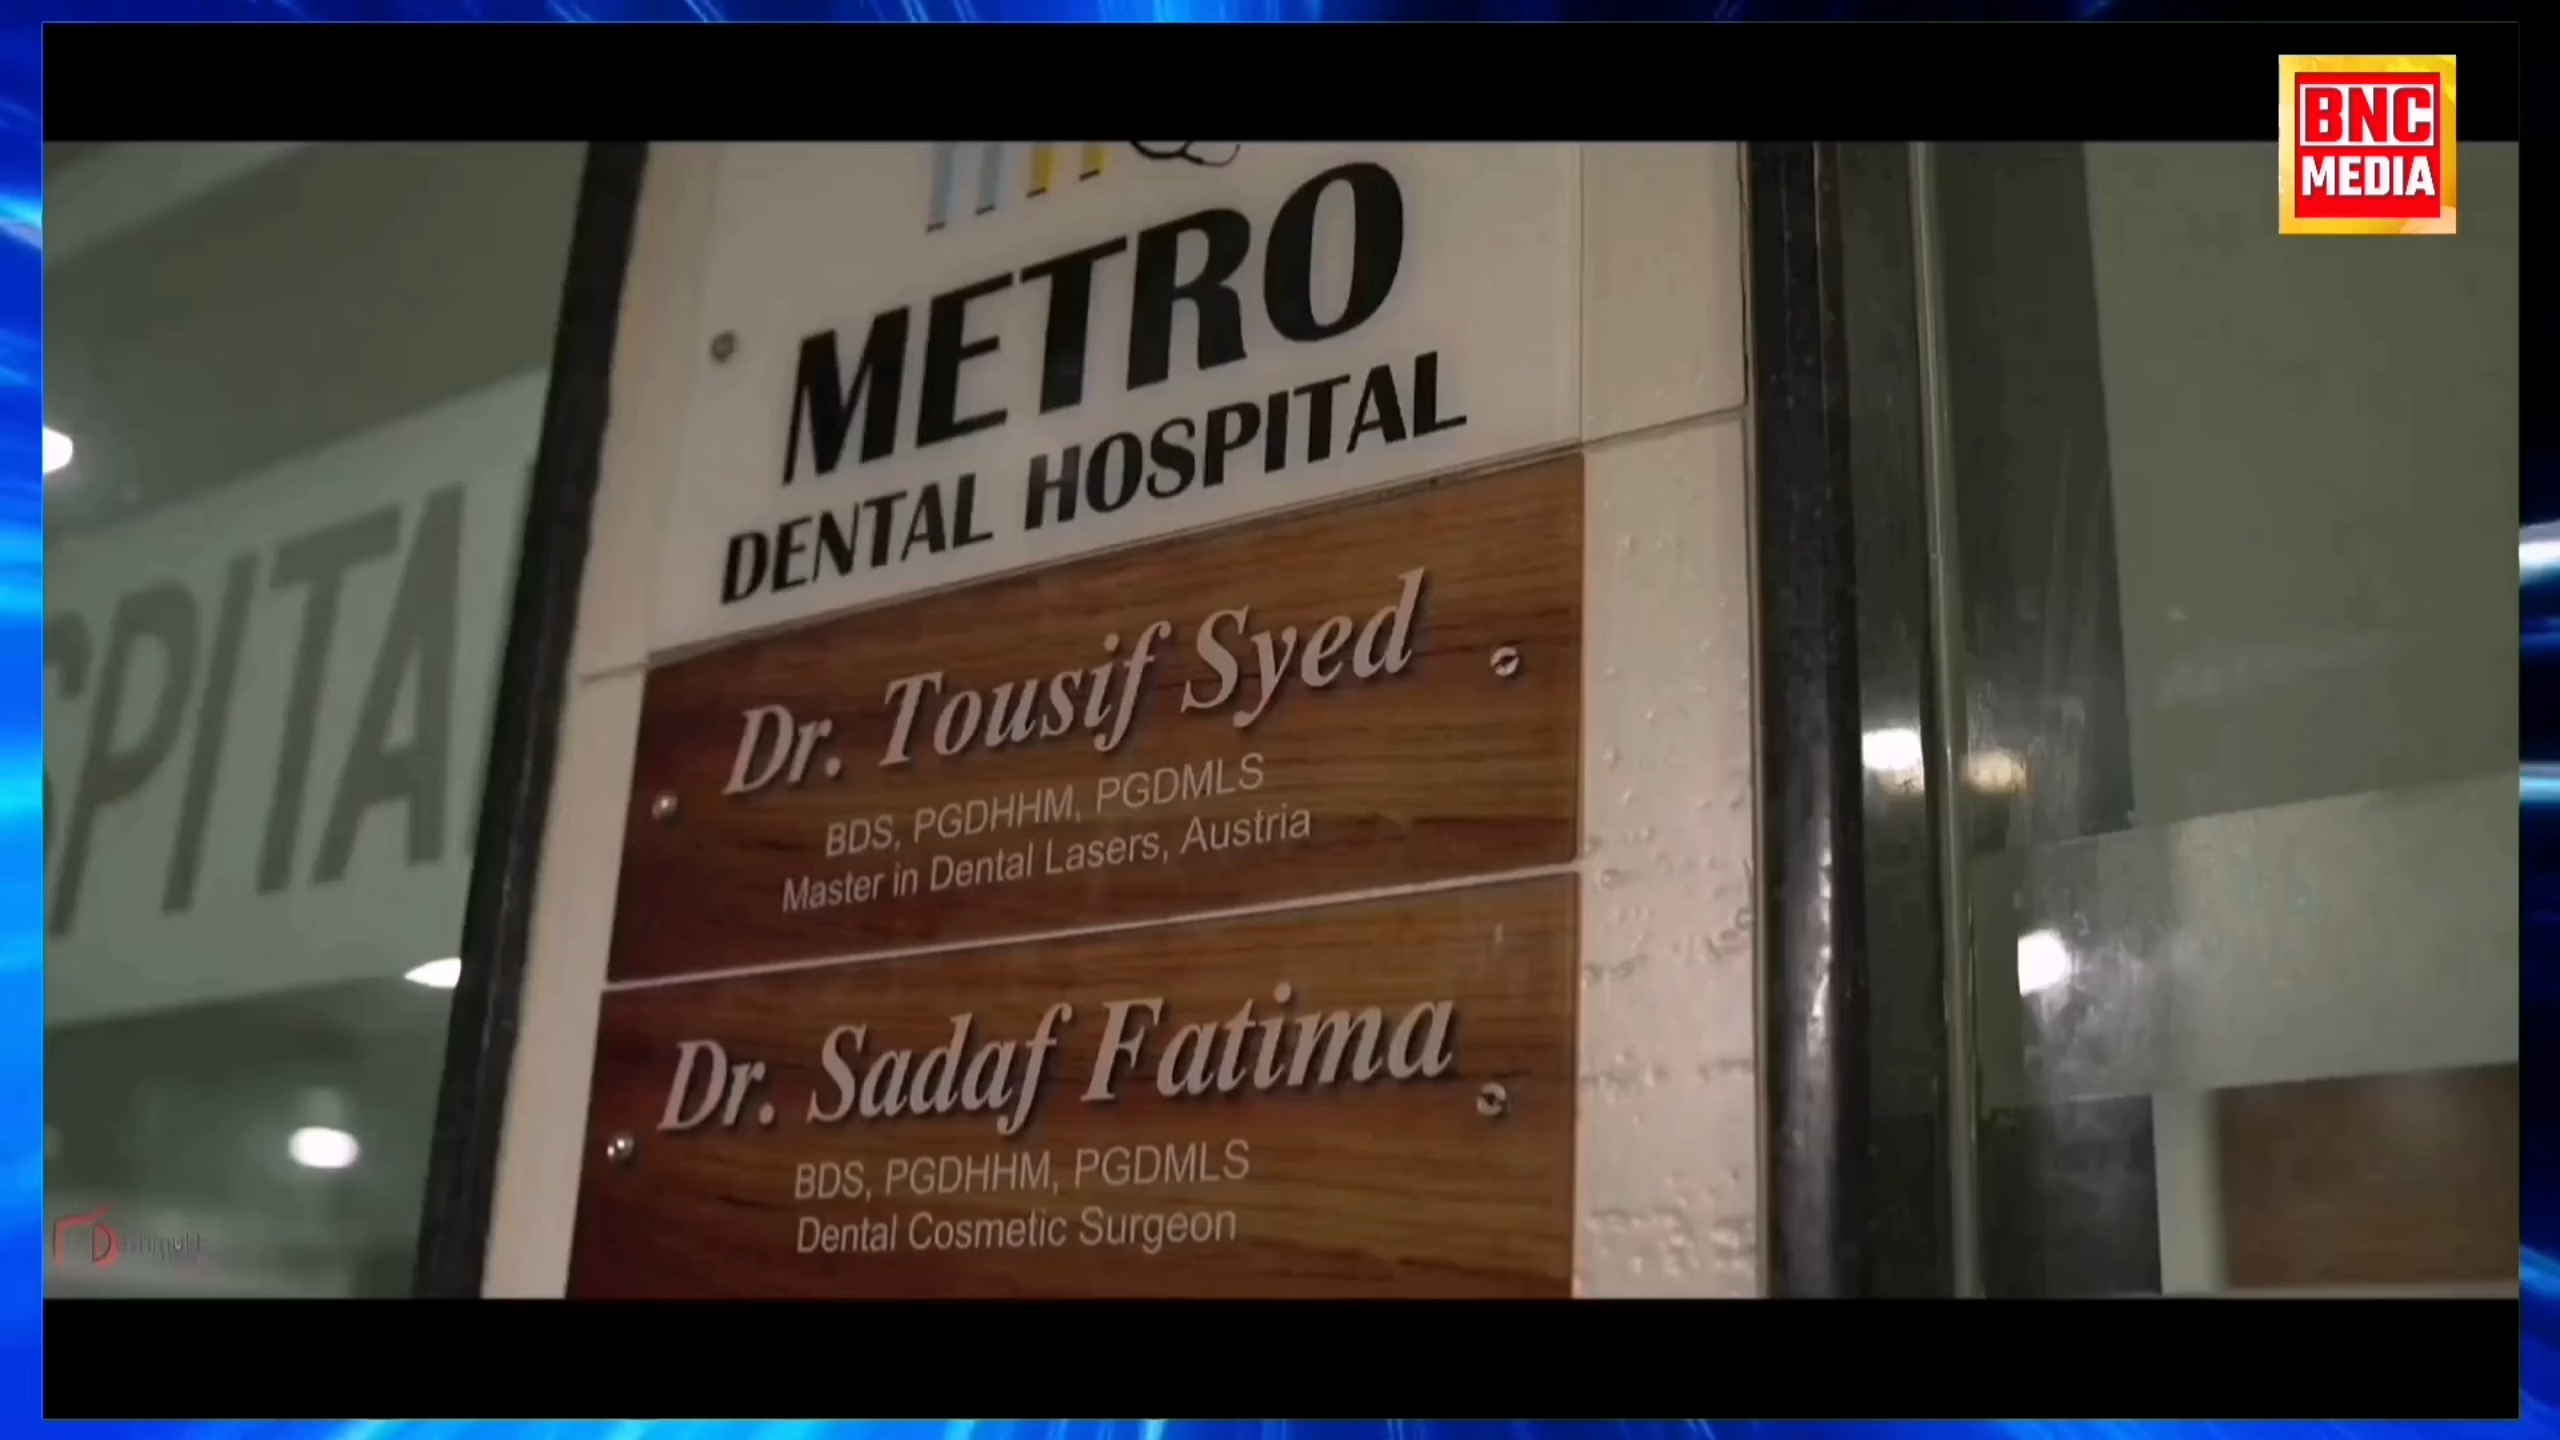 BNC
MEDIA
METRO
DENTAL HOSPITAL
Dr. Tousif Syed
BDS, PGDHHM, PGDMLS
Master in Dental Lasers, Austria
Dr. Sadaf Fatima
BDS, PGDHHM, PGDMLS
Dental Cosmetic Surgeon
SPITA
Deshmukh